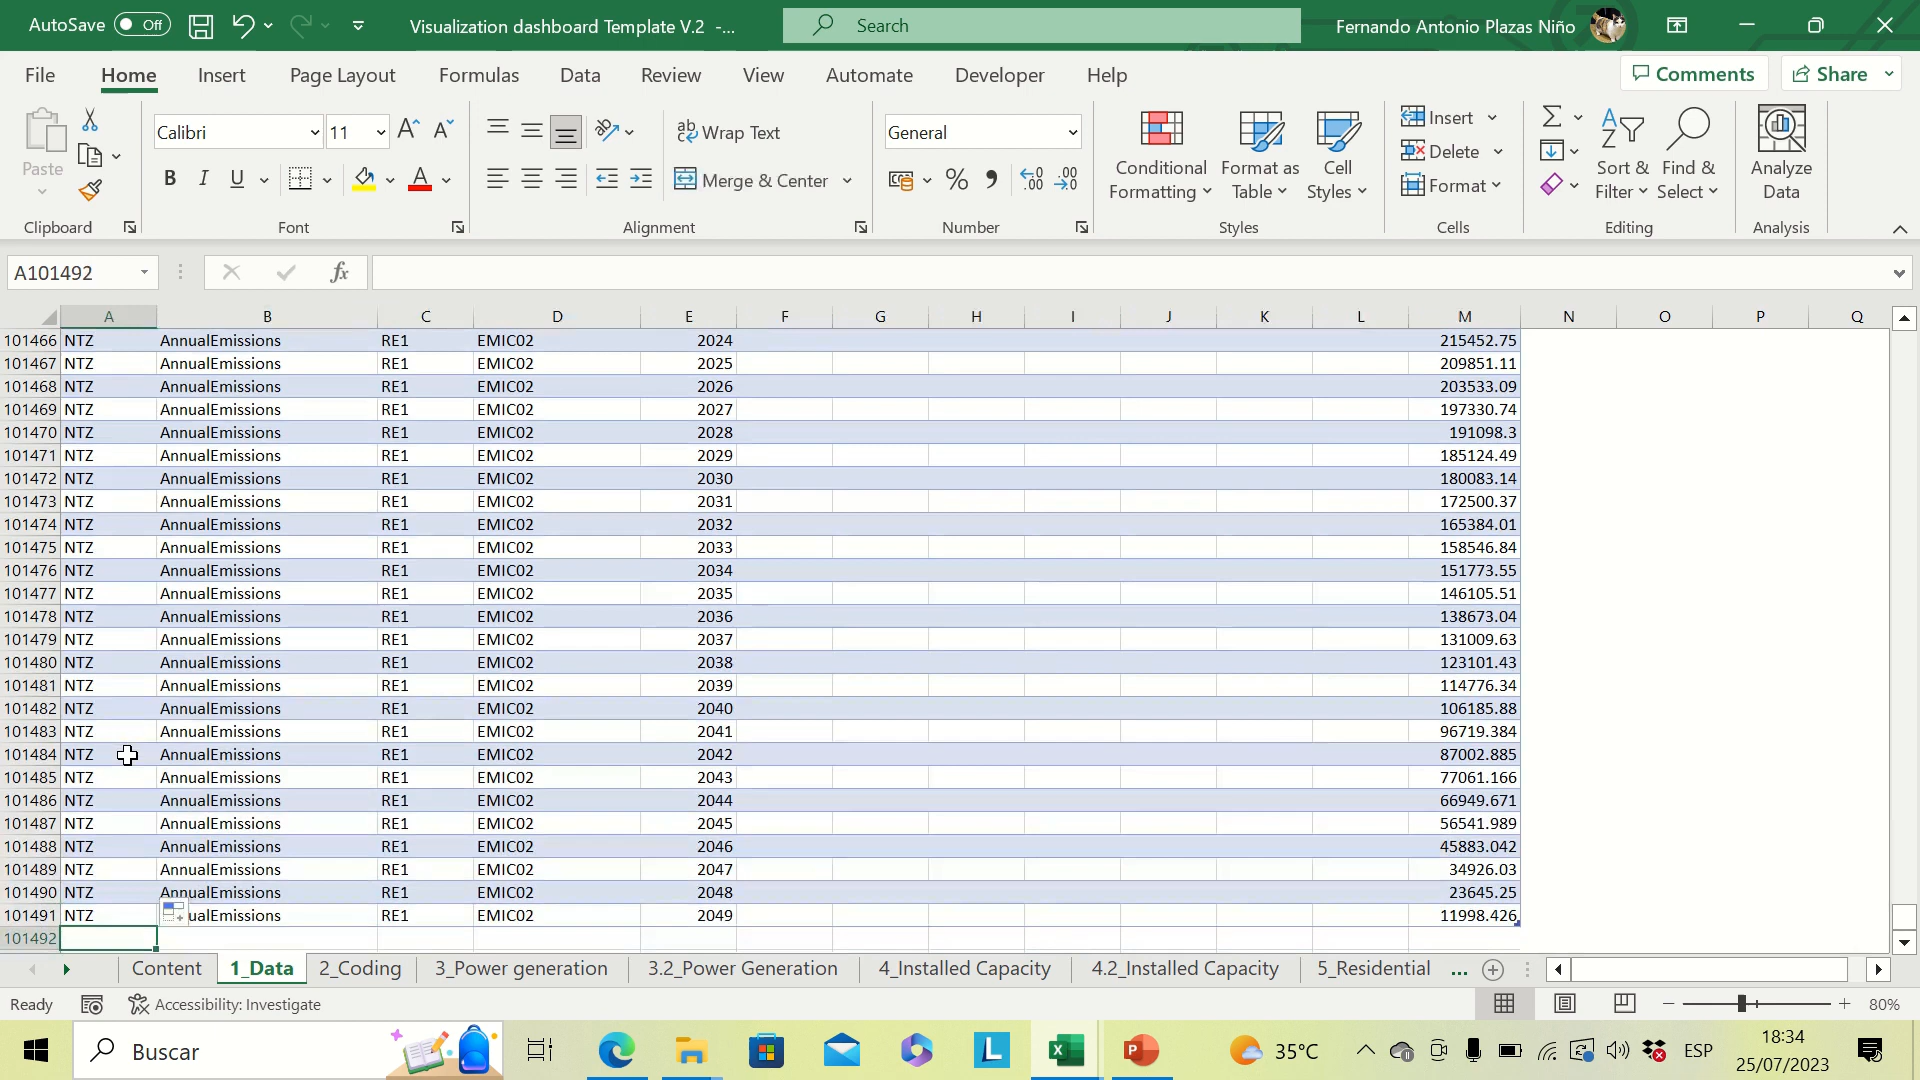 AutoSave Off Visualization dashboard Template V.2 -... Search Fernando Antonio Plazas Niño
File Home Insert Page Layout Formulas Data Review View Automate Developer Help Comments Share
Calibri 11 Wrap Text General Insert
Paste Merge & Center Conditional Formatting Format as Table Cell Styles Delete Format Sort & Filter Find & Select Analyze Data
Clipboard Font Alignment Number Styles Cells Editing Analysis
A101492 fx
A B C D E F G H I J K L M N O P Q
101466 NTZ AnnualEmissions RE1 EMIC02 2024 215452.75
101467 NTZ AnnualEmissions RE1 EMIC02 2025 209851.11
101468 NTZ AnnualEmissions RE1 EMIC02 2026 203533.09
101469 NTZ AnnualEmissions RE1 EMIC02 2027 197330.74
101470 NTZ AnnualEmissions RE1 EMIC02 2028 191098.3
101471 NTZ AnnualEmissions RE1 EMIC02 2029 185124.49
101472 NTZ AnnualEmissions RE1 EMIC02 2030 180083.14
101473 NTZ AnnualEmissions RE1 EMIC02 2031 172500.37
101474 NTZ AnnualEmissions RE1 EMIC02 2032 165384.01
101475 NTZ AnnualEmissions RE1 EMIC02 2033 158546.84
101476 NTZ AnnualEmissions RE1 EMIC02 2034 151773.55
101477 NTZ AnnualEmissions RE1 EMIC02 2035 146105.51
101478 NTZ AnnualEmissions RE1 EMIC02 2036 138673.04
101479 NTZ AnnualEmissions RE1 EMIC02 2037 131009.63
101480 NTZ AnnualEmissions RE1 EMIC02 2038 123101.43
101481 NTZ AnnualEmissions RE1 EMIC02 2039 114776.34
101482 NTZ AnnualEmissions RE1 EMIC02 2040 106185.88
101483 NTZ AnnualEmissions RE1 EMIC02 2041 96719.384
101484 NTZ AnnualEmissions RE1 EMIC02 2042 87002.885
101485 NTZ AnnualEmissions RE1 EMIC02 2043 77061.166
101486 NTZ AnnualEmissions RE1 EMIC02 2044 66949.671
101487 NTZ AnnualEmissions RE1 EMIC02 2045 56541.989
101488 NTZ AnnualEmissions RE1 EMIC02 2046 45883.042
101489 NTZ AnnualEmissions RE1 EMIC02 2047 34926.03
101490 NTZ AnnualEmissions RE1 EMIC02 2048 23645.25
101491 NTZ ualEmissions RE1 EMIC02 2049 11998.426
101492
Content 1_Data 2_Coding 3_Power generation 3.2_Power Generation 4_Installed Capacity 4.2_Installed Capacity 5_Residential ...
Ready Accessibility: Investigate 80%
Buscar 35°C ESP 18:34
25/07/2023